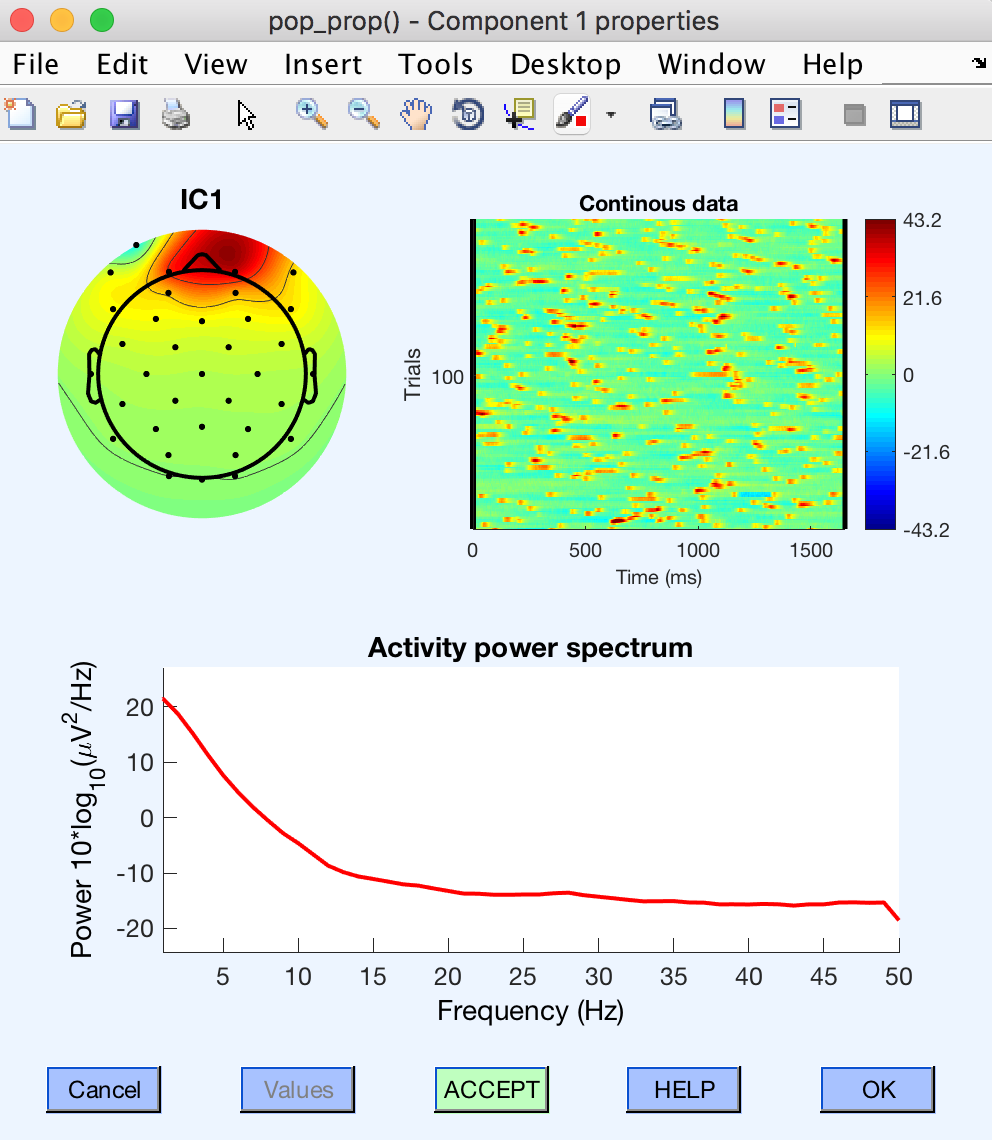 pop_prop() - Component 1 properties
File Edit View Insert Tools Desktop Window Help
IC1
Continous data
Trials
100
0 500 1000 1500
Time (ms)
43.2
21.6
0
-21.6
-43.2
Activity power spectrum
Power 10*log10(μV2/Hz)
20
10
0
-10
-20
5 10 15 20 25 30 35 40 45 50
Frequency (Hz)
Cancel Values ACCEPT HELP OK